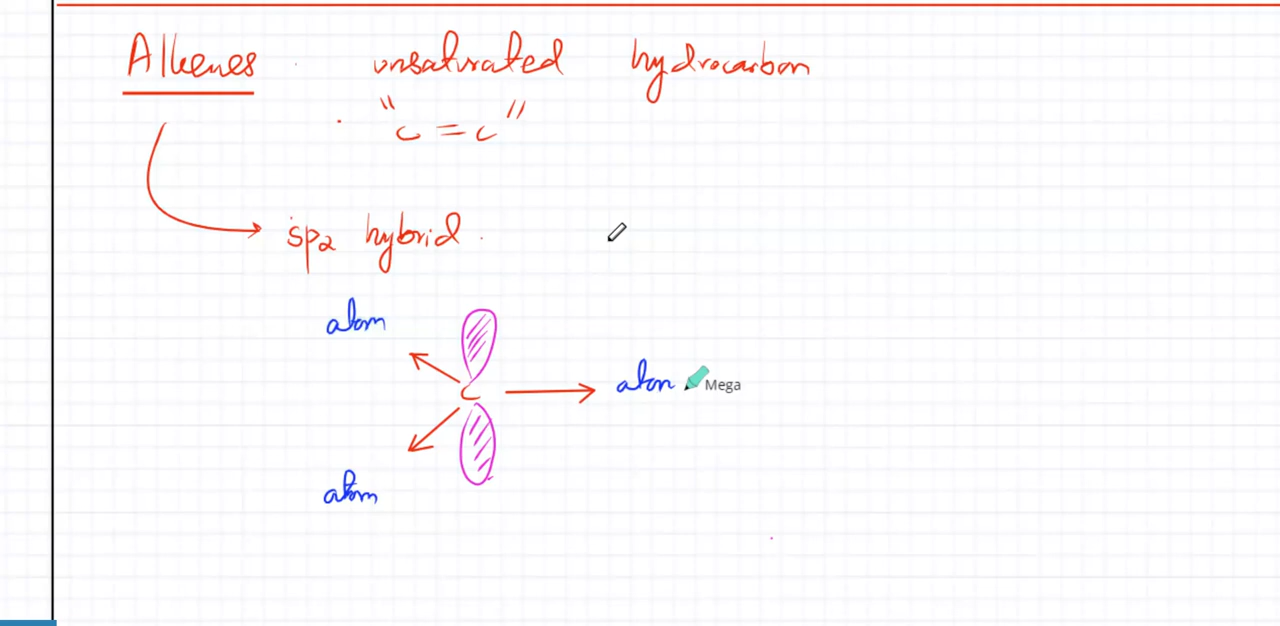 Alkenes unsaturated hydrocarbon
"c = c"
sp2 hybrid.
atom
c
atom
Mega
atom